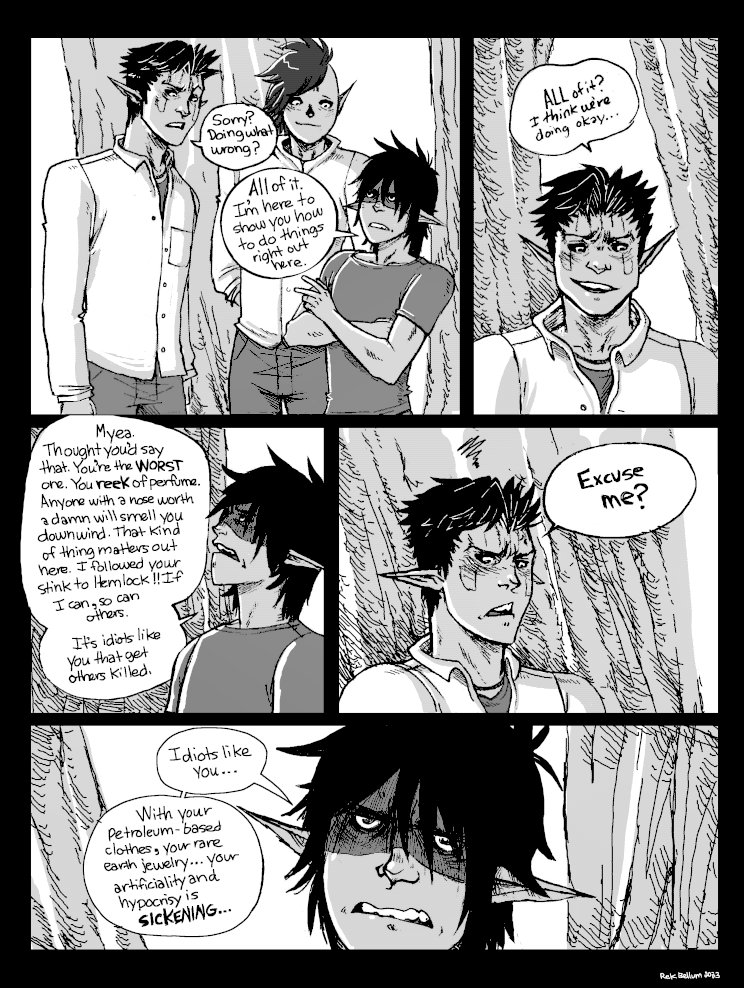 Sorry?
Doing what
wrong?
All of it.
I'm here to
show you how
to do things
right out
here.
ALL of it?
I think we're
doing okay...
Myea.
Thought you'd say
that. You're the WORST
one. You reek of perfume.
Anyone with a nose worth
a damn will smell you
downwind. That kind
of thing matters out
here. I followed your
stink to Hemlock!! If
I can, so can
others.
It's idiots like
you that get
others killed.
Excuse
me?
Idiots like
you...
With your
petroleum-based
clothes, your rare
earth jewelry... your
artificiality and
hypocrisy is
SICKENING...
Rek Bellum 2023